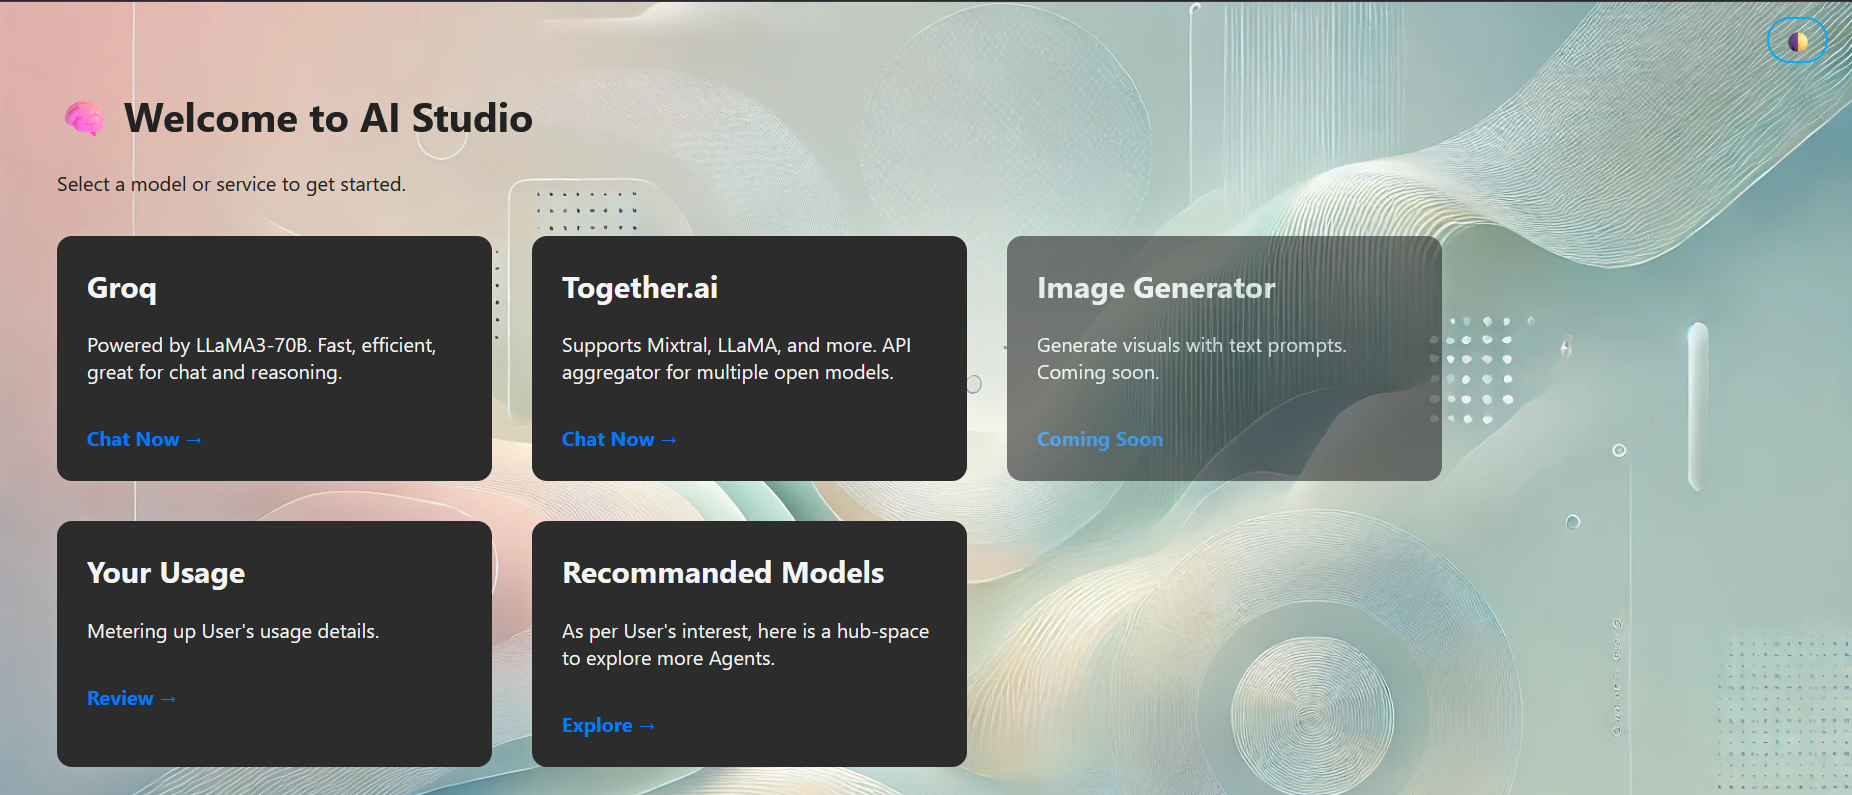 Welcome to AI Studio
Select a model or service to get started.
Groq
Powered by LLaMA3-70B. Fast, efficient,
great for chat and reasoning.
Chat Now →
Together.ai
Supports Mixtral, LLaMA, and more. API
aggregator for multiple open models.
Chat Now →
Image Generator
Generate visuals with text prompts.
Coming soon.
Coming Soon
Your Usage
Metering up User's usage details.
Review →
Recommanded Models
As per User's interest, here is a hub-space
to explore more Agents.
Explore →